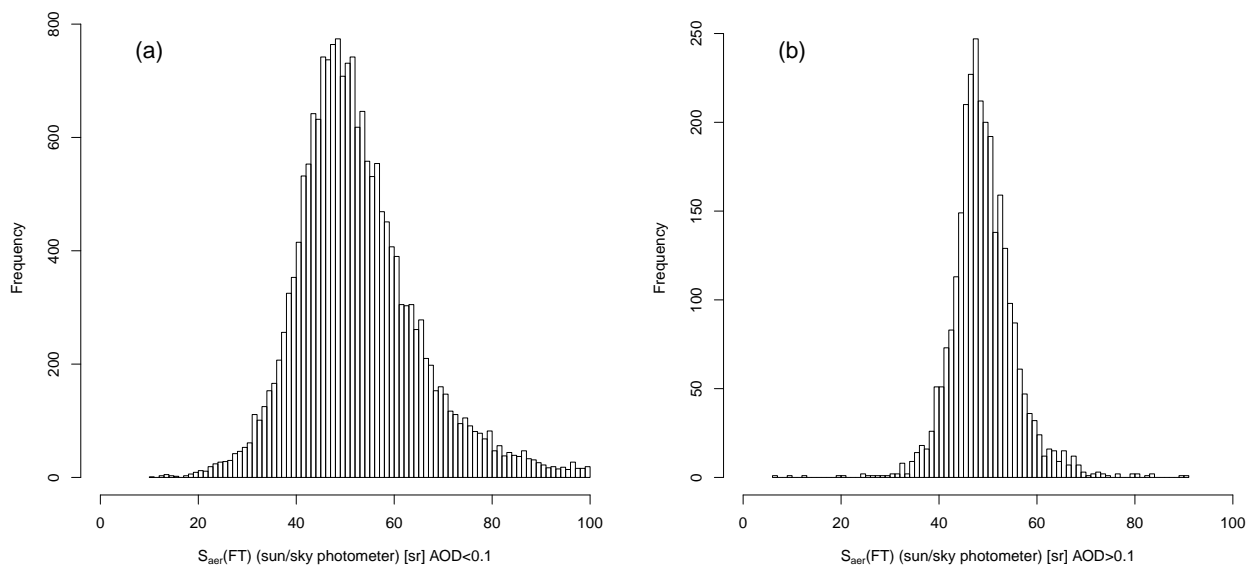 (a)
800
600
400
200
0
Frequency
0 20 40 60 80 100
S_aer(FT) (sun/sky photometer) [sr] AOD<0.1
(b)
250
200
150
100
50
0
Frequency
0 20 40 60 80 100
S_aer(FT) (sun/sky photometer) [sr] AOD>0.1